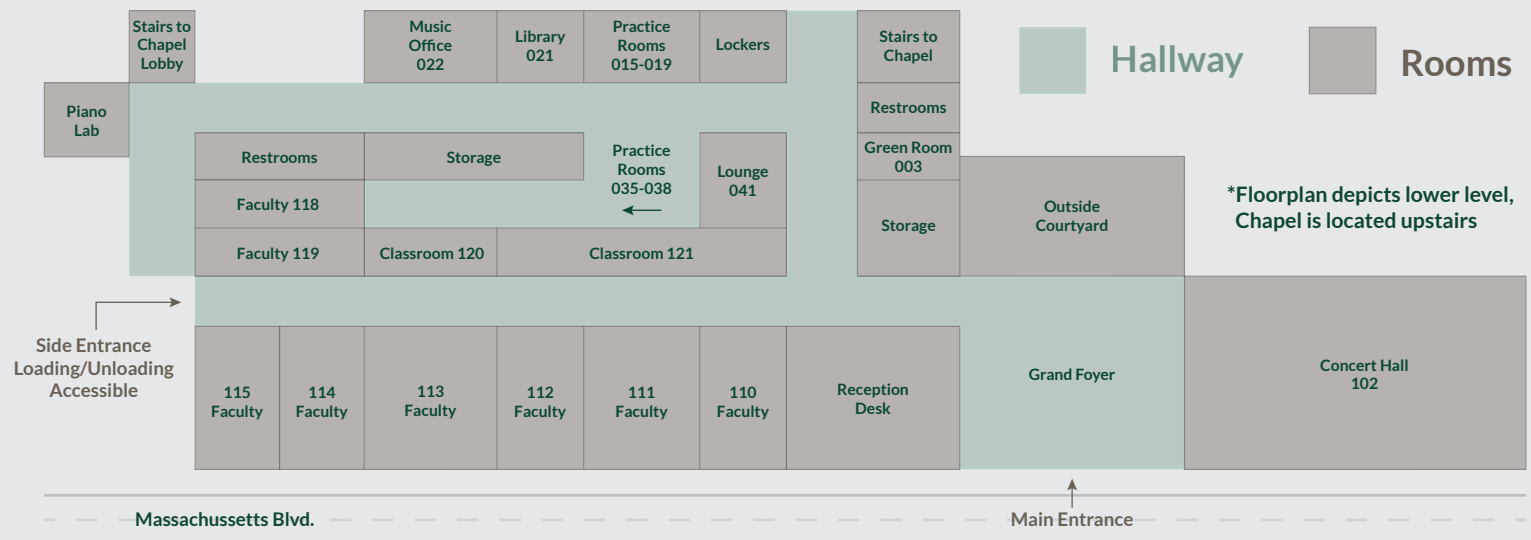 Stairs to
Chapel
Lobby
Music
Office
022
Library
021
Practice
Rooms
015-019
Lockers
Stairs to
Chapel
Hallway
Rooms
Piano
Lab
Restrooms
Restrooms
Storage
Practice
Rooms
035-038
Lounge
041
Green Room
003
Faculty 118
Outside
Courtyard
*Floorplan depicts lower level,
Chapel is located upstairs
Storage
Faculty 119
Classroom 120
Classroom 121
Side Entrance
Loading/Unloading
Accessible
115
Faculty
114
Faculty
113
Faculty
112
Faculty
111
Faculty
110
Faculty
Reception
Desk
Grand Foyer
Concert Hall
102
Massachussetts Blvd.
Main Entrance